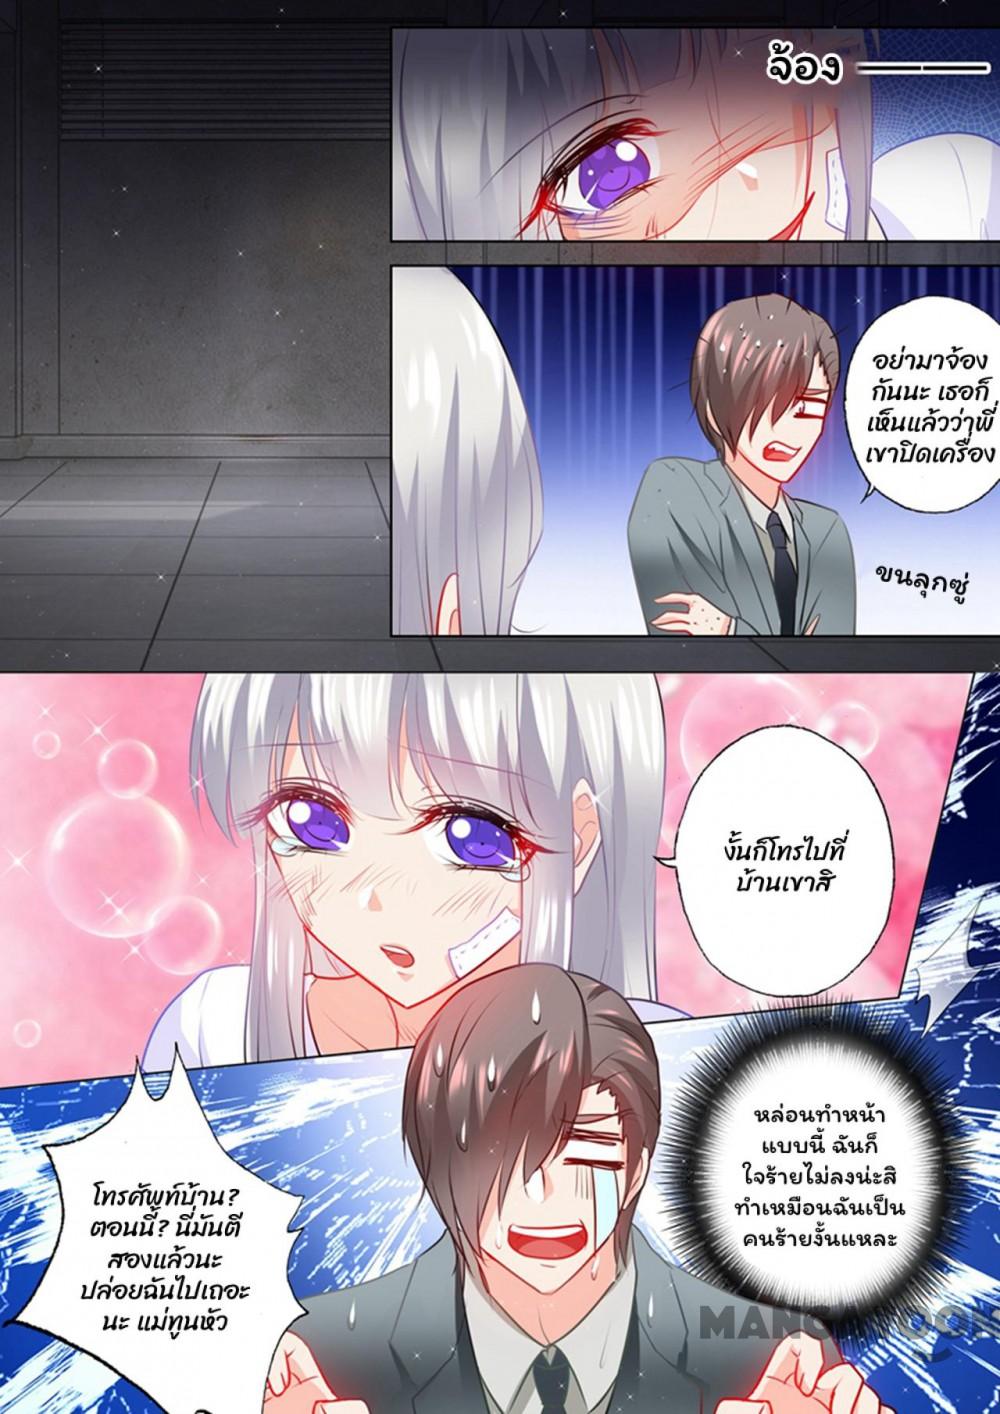 จ้อง
อย่ามาจ้อง
กันนะ เธอก็
เห็นแล้วว่าพี่
เขาปิดเครื่อง
ขนลุกซู่
งั้นก็โทรไปที่
บ้านเขาสิ
หล่อนทำหน้า
แบบนี้ ฉันก็
ใจร้ายไม่ลงน่ะสิ
ทำเหมือนฉันเป็น
คนร้ายงั้นแหละ
โทรศัพท์บ้าน?
ตอนนี้? นี่มันตี
สองแล้วนะ
ปล่อยฉันไปเถอะ
นะ แม่ทูนหัว
MANGATOON